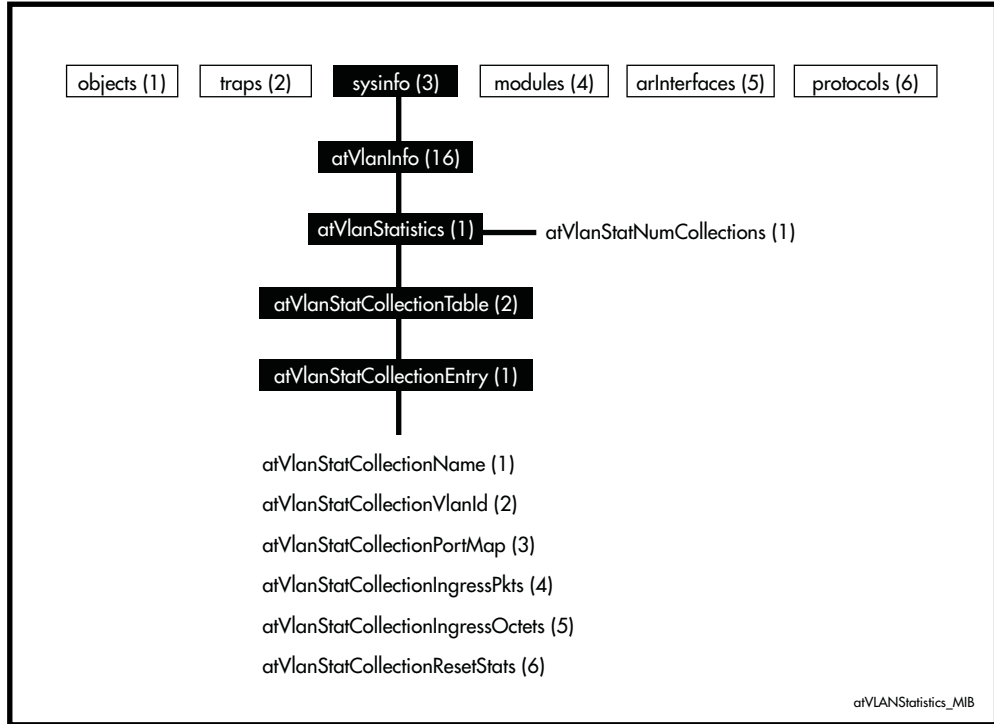 objects (1) traps (2) sysinfo (3) modules (4) arInterfaces (5) protocols (6)
atVlanInfo (16)
atVlanStatistics (1) atVlanStatNumCollections (1)
atVlanStatCollectionTable (2)
atVlanStatCollectionEntry (1)
atVlanStatCollectionName (1)
atVlanStatCollectionVlanId (2)
atVlanStatCollectionPortMap (3)
atVlanStatCollectionIngressPkts (4)
atVlanStatCollectionIngressOctets (5)
atVlanStatCollectionResetStats (6)
atVLANStatistics_MIB